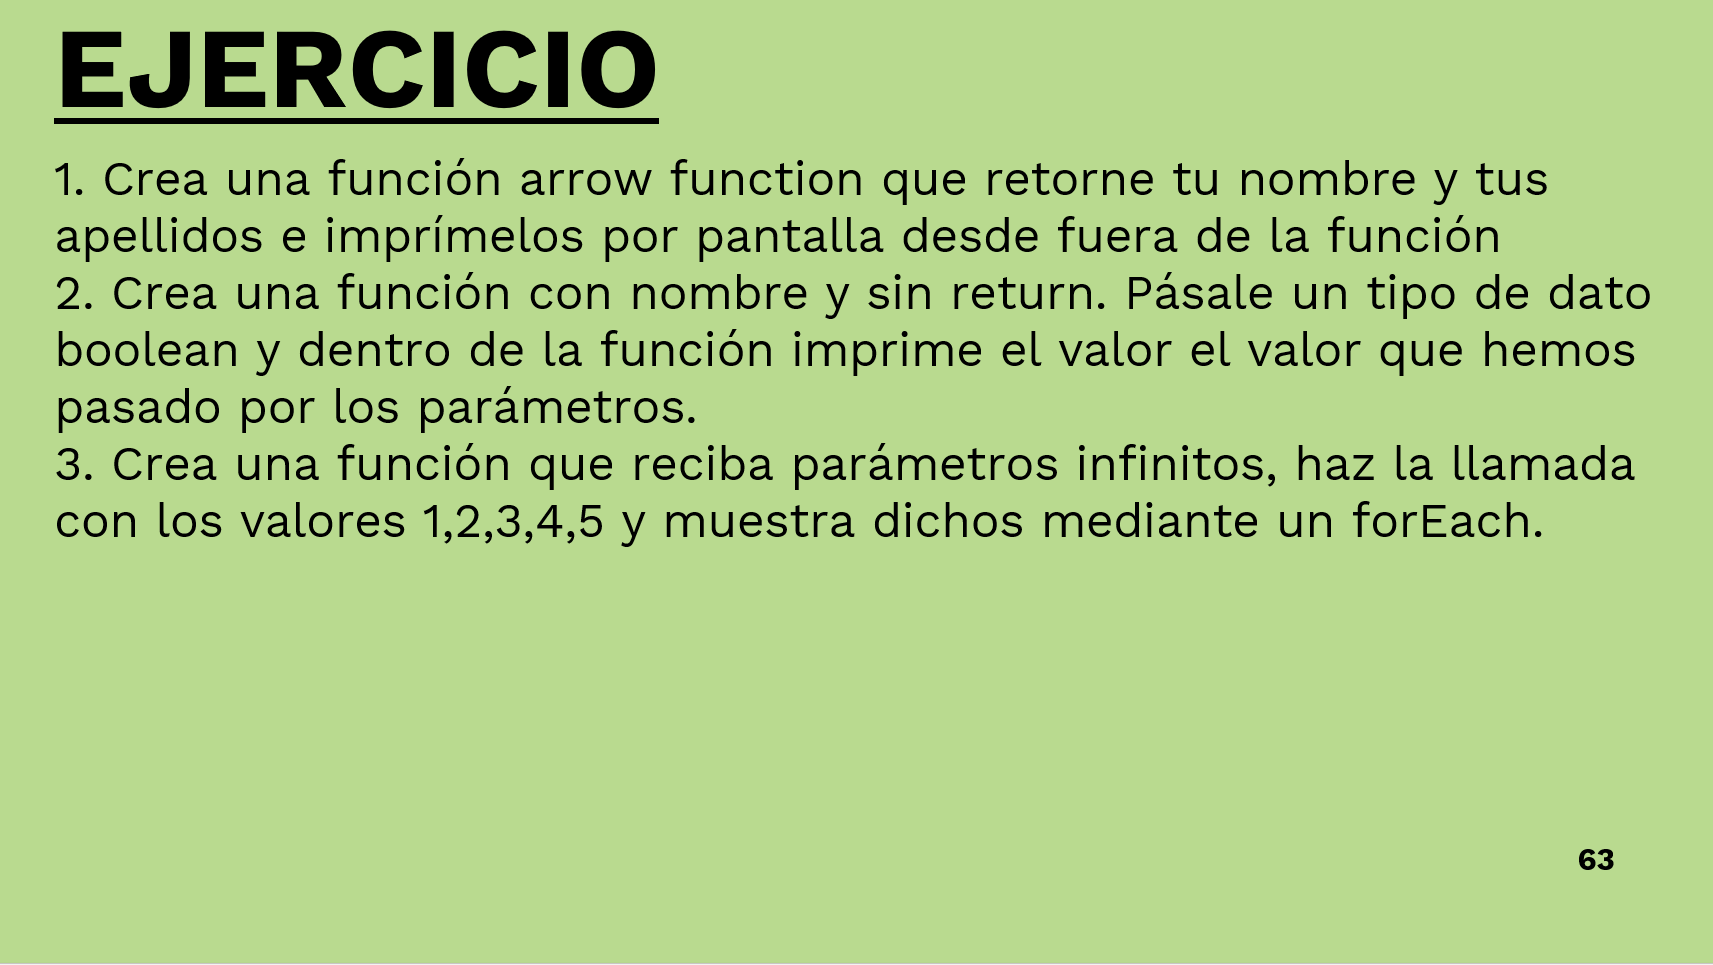 EJERCICIO
1. Crea una función arrow function que retorne tu nombre y tus
apellidos e imprímelos por pantalla desde fuera de la función
2. Crea una función con nombre y sin return. Pásale un tipo de dato
boolean y dentro de la función imprime el valor el valor que hemos
pasado por los parámetros.
3. Crea una función que reciba parámetros infinitos, haz la llamada
con los valores 1,2,3,4,5 y muestra dichos mediante un forEach.
63